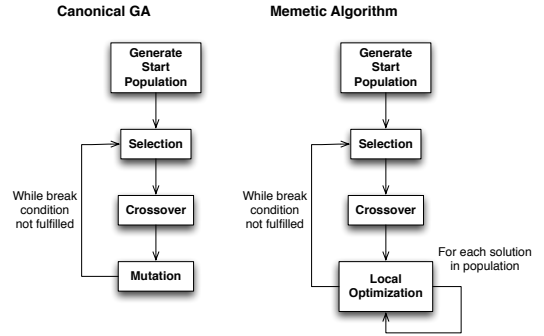 Canonical GA
Generate
Start
Population
Selection
While break
condition
not fulfilled
Crossover
Mutation
Memetic Algorithm
Generate
Start
Population
Selection
While break
condition
not fulfilled
Crossover
For each solution
in population
Local
Optimization